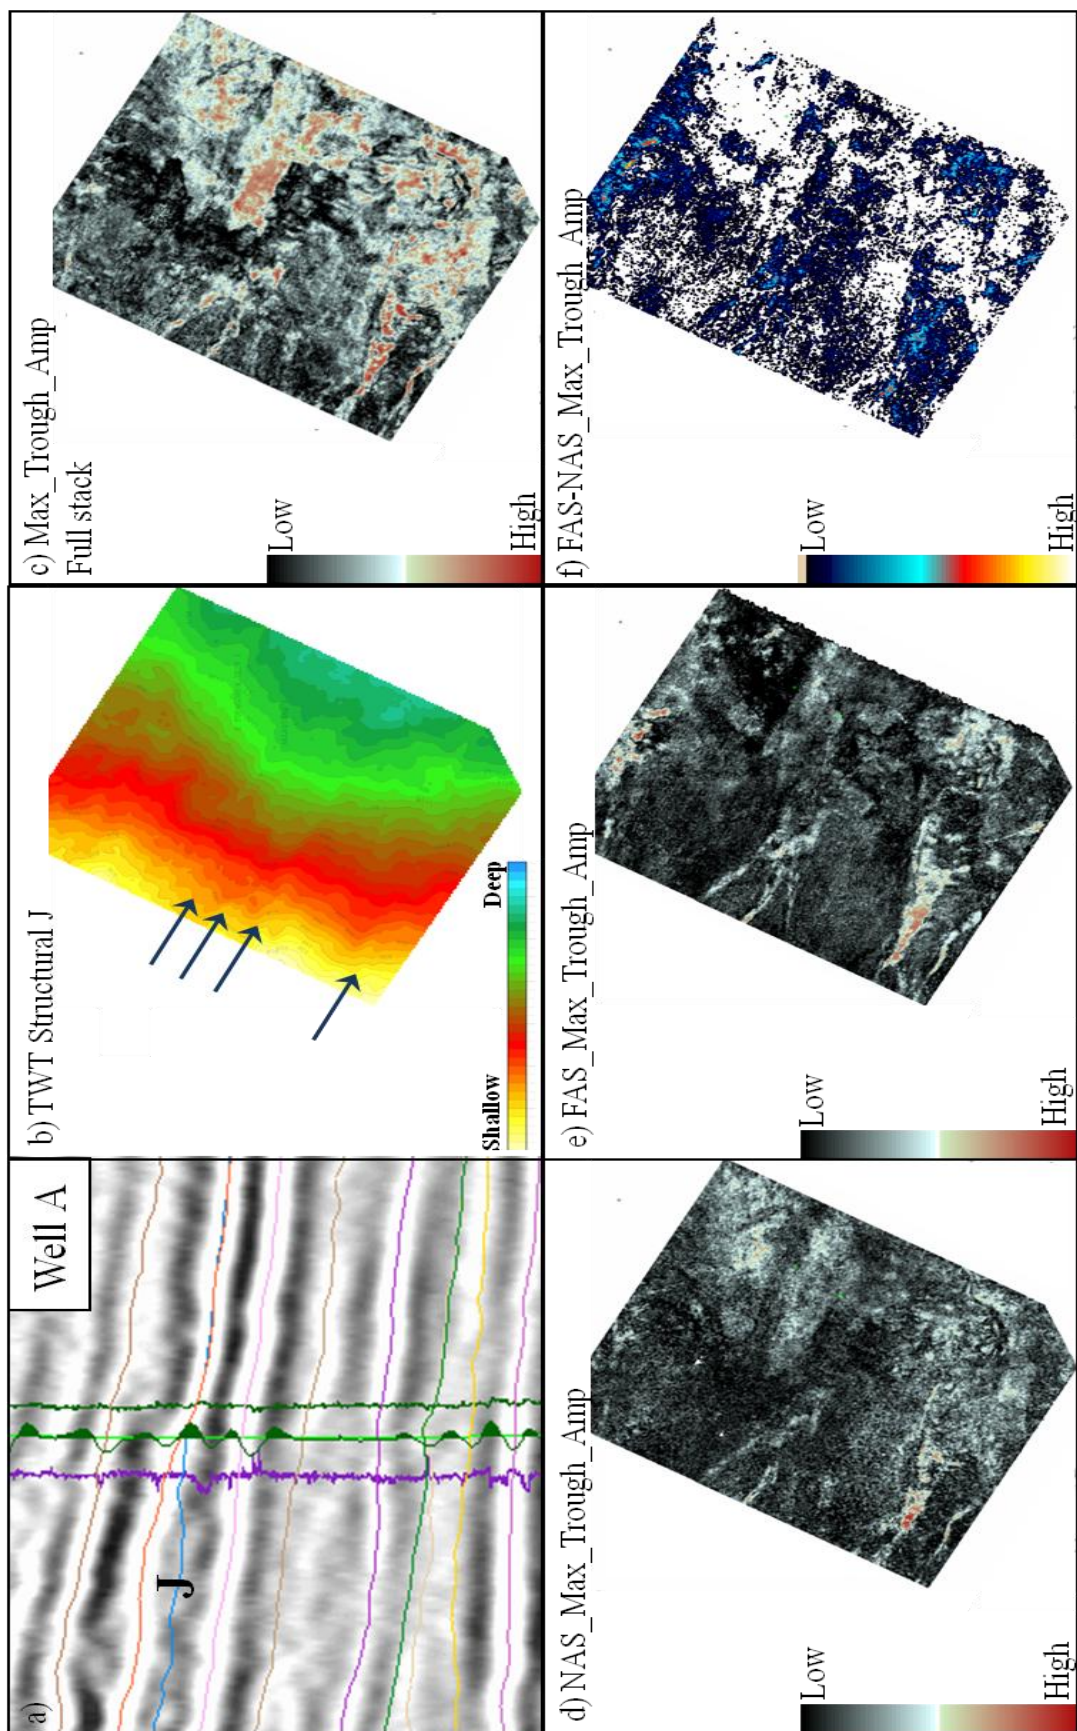 a)
Well A
J
b) TWT Structural J
Shallow
Deep
c) Max_Trough_Amp
Full stack
Low
High
d) NAS_Max_Trough_Amp
Low
High
e) FAS_Max_Trough_Amp
Low
High
f) FAS-NAS_Max_Trough_Amp
Low
High